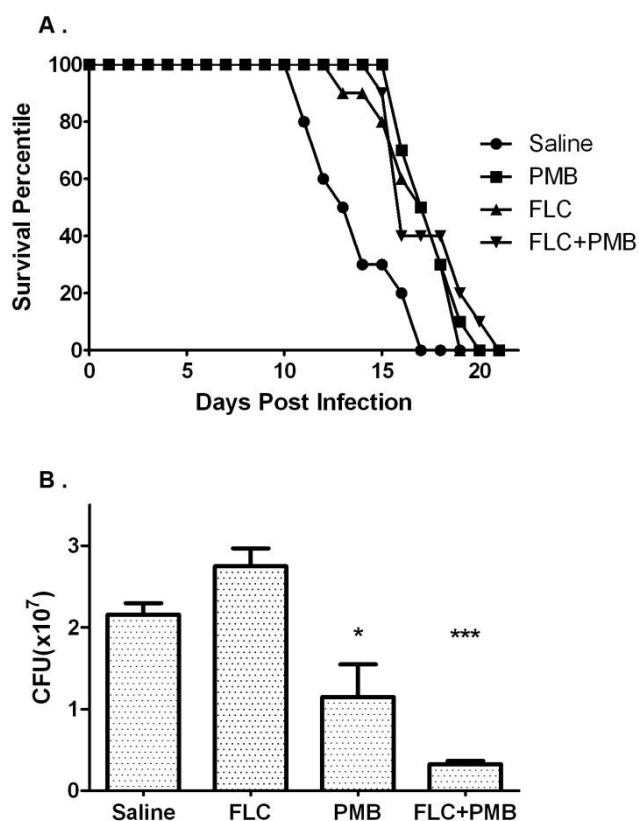 A .
100
80
60
40
20
0
Survival Percentile
0 5 10 15 20
Days Post Infection
Saline
PMB
FLC
FLC+PMB
B .
3
2
1
0
CFU(x10⁷)
* ***
Saline FLC PMB FLC+PMB